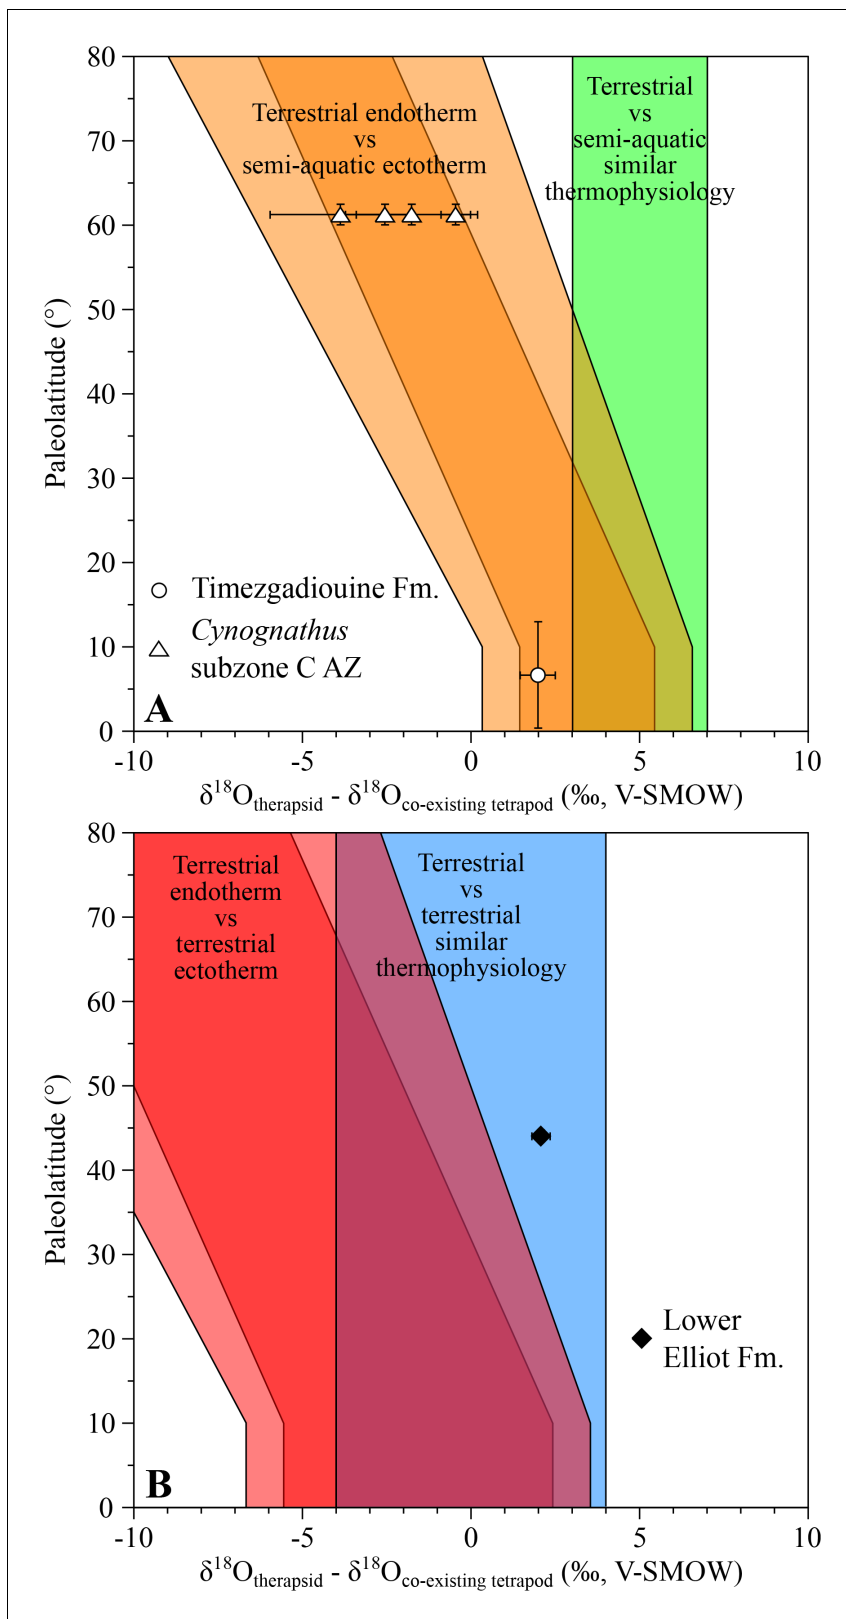 80
70
60
50
40
30
20
10
0
Paleolatitude (°)
Terrestrial endotherm
vs
semi-aquatic ectotherm
Terrestrial
vs
semi-aquatic
similar
thermophysiology
Timezgadiouine Fm.
Cynognathus
subzone C AZ
A
-10 -5 0 5 10
δ18Otherapsid - δ18Oco-existing tetrapod (‰, V-SMOW)
80
70
60
50
40
30
20
10
0
Paleolatitude (°)
Terrestrial
endotherm
vs
terrestrial
ectotherm
Terrestrial
vs
terrestrial
similar
thermophysiology
Lower
Elliot Fm.
B
-10 -5 0 5 10
δ18Otherapsid - δ18Oco-existing tetrapod (‰, V-SMOW)